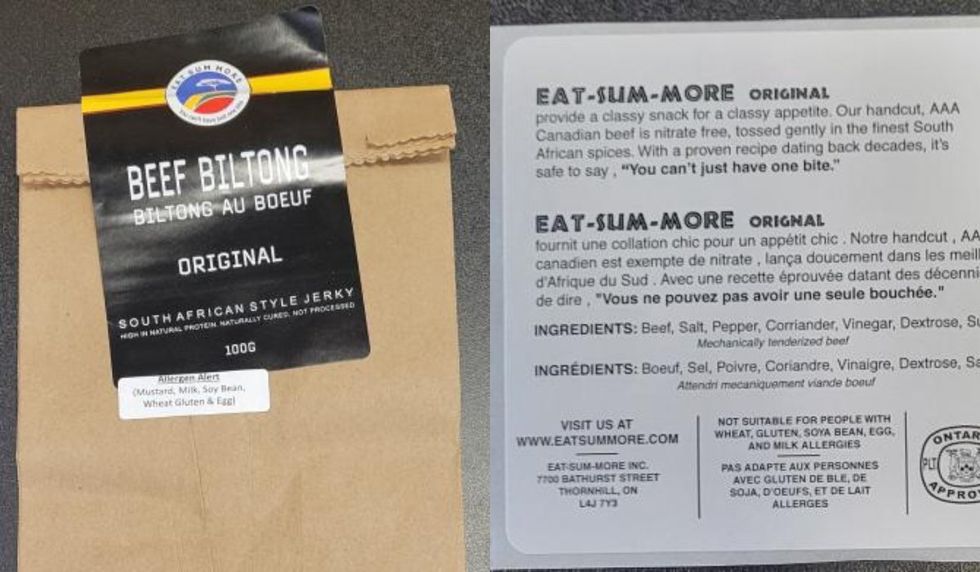 EAT SUM MORE
BEEF BILTONG
BILTONG AU BOEUF
ORIGINAL
SOUTH AFRICAN STYLE JERKY
HIGH IN NATURAL PROTEIN. NATURALLY CURED. NOT PROCESSED
100G
Allergen Alert
(Mustard, Milk, Soy Bean,
Wheat Gluten & Egg)
EAT-SUM-MORE ORIGINAL
provide a classy snack for a classy appetite. Our handcut, AAA
Canadian beef is nitrate free, tossed gently in the finest South
African spices. With a proven recipe dating back decades, it's
safe to say , "You can't just have one bite."
EAT-SUM-MORE ORIGNAL
fournit une collation chic pour un appétit chic . Notre handcut , AA
canadien est exempte de nitrate , lança doucement dans les meil
d'Afrique du Sud . Avec une recette éprouvée datant des décenni
de dire , "Vous ne pouvez pas avoir une seule bouchée."
INGREDIENTS: Beef, Salt, Pepper, Corriander, Vinegar, Dextrose, Su
Mechanically tenderized beef
INGRÉDIENTS: Boeuf, Sel, Poivre, Coriandre, Vinaigre, Dextrose, Sa
Attendri mecaniquement viande boeuf
VISIT US AT
WWW.EATSUMMORE.COM
EAT-SUM-MORE INC.
7700 BATHURST STREET
THORNHILL, ON
L4J 7Y3
NOT SUITABLE FOR PEOPLE WITH
WHEAT, GLUTEN, SOYA BEAN, EGG,
AND MILK ALLERGIES
PAS ADAPTE AUX PERSONNES
AVEC GLUTEN DE BLE, DE
SOJA, D'OEUFS, ET DE LAIT
ALLERGES
ONTAR
PLT
APPRO